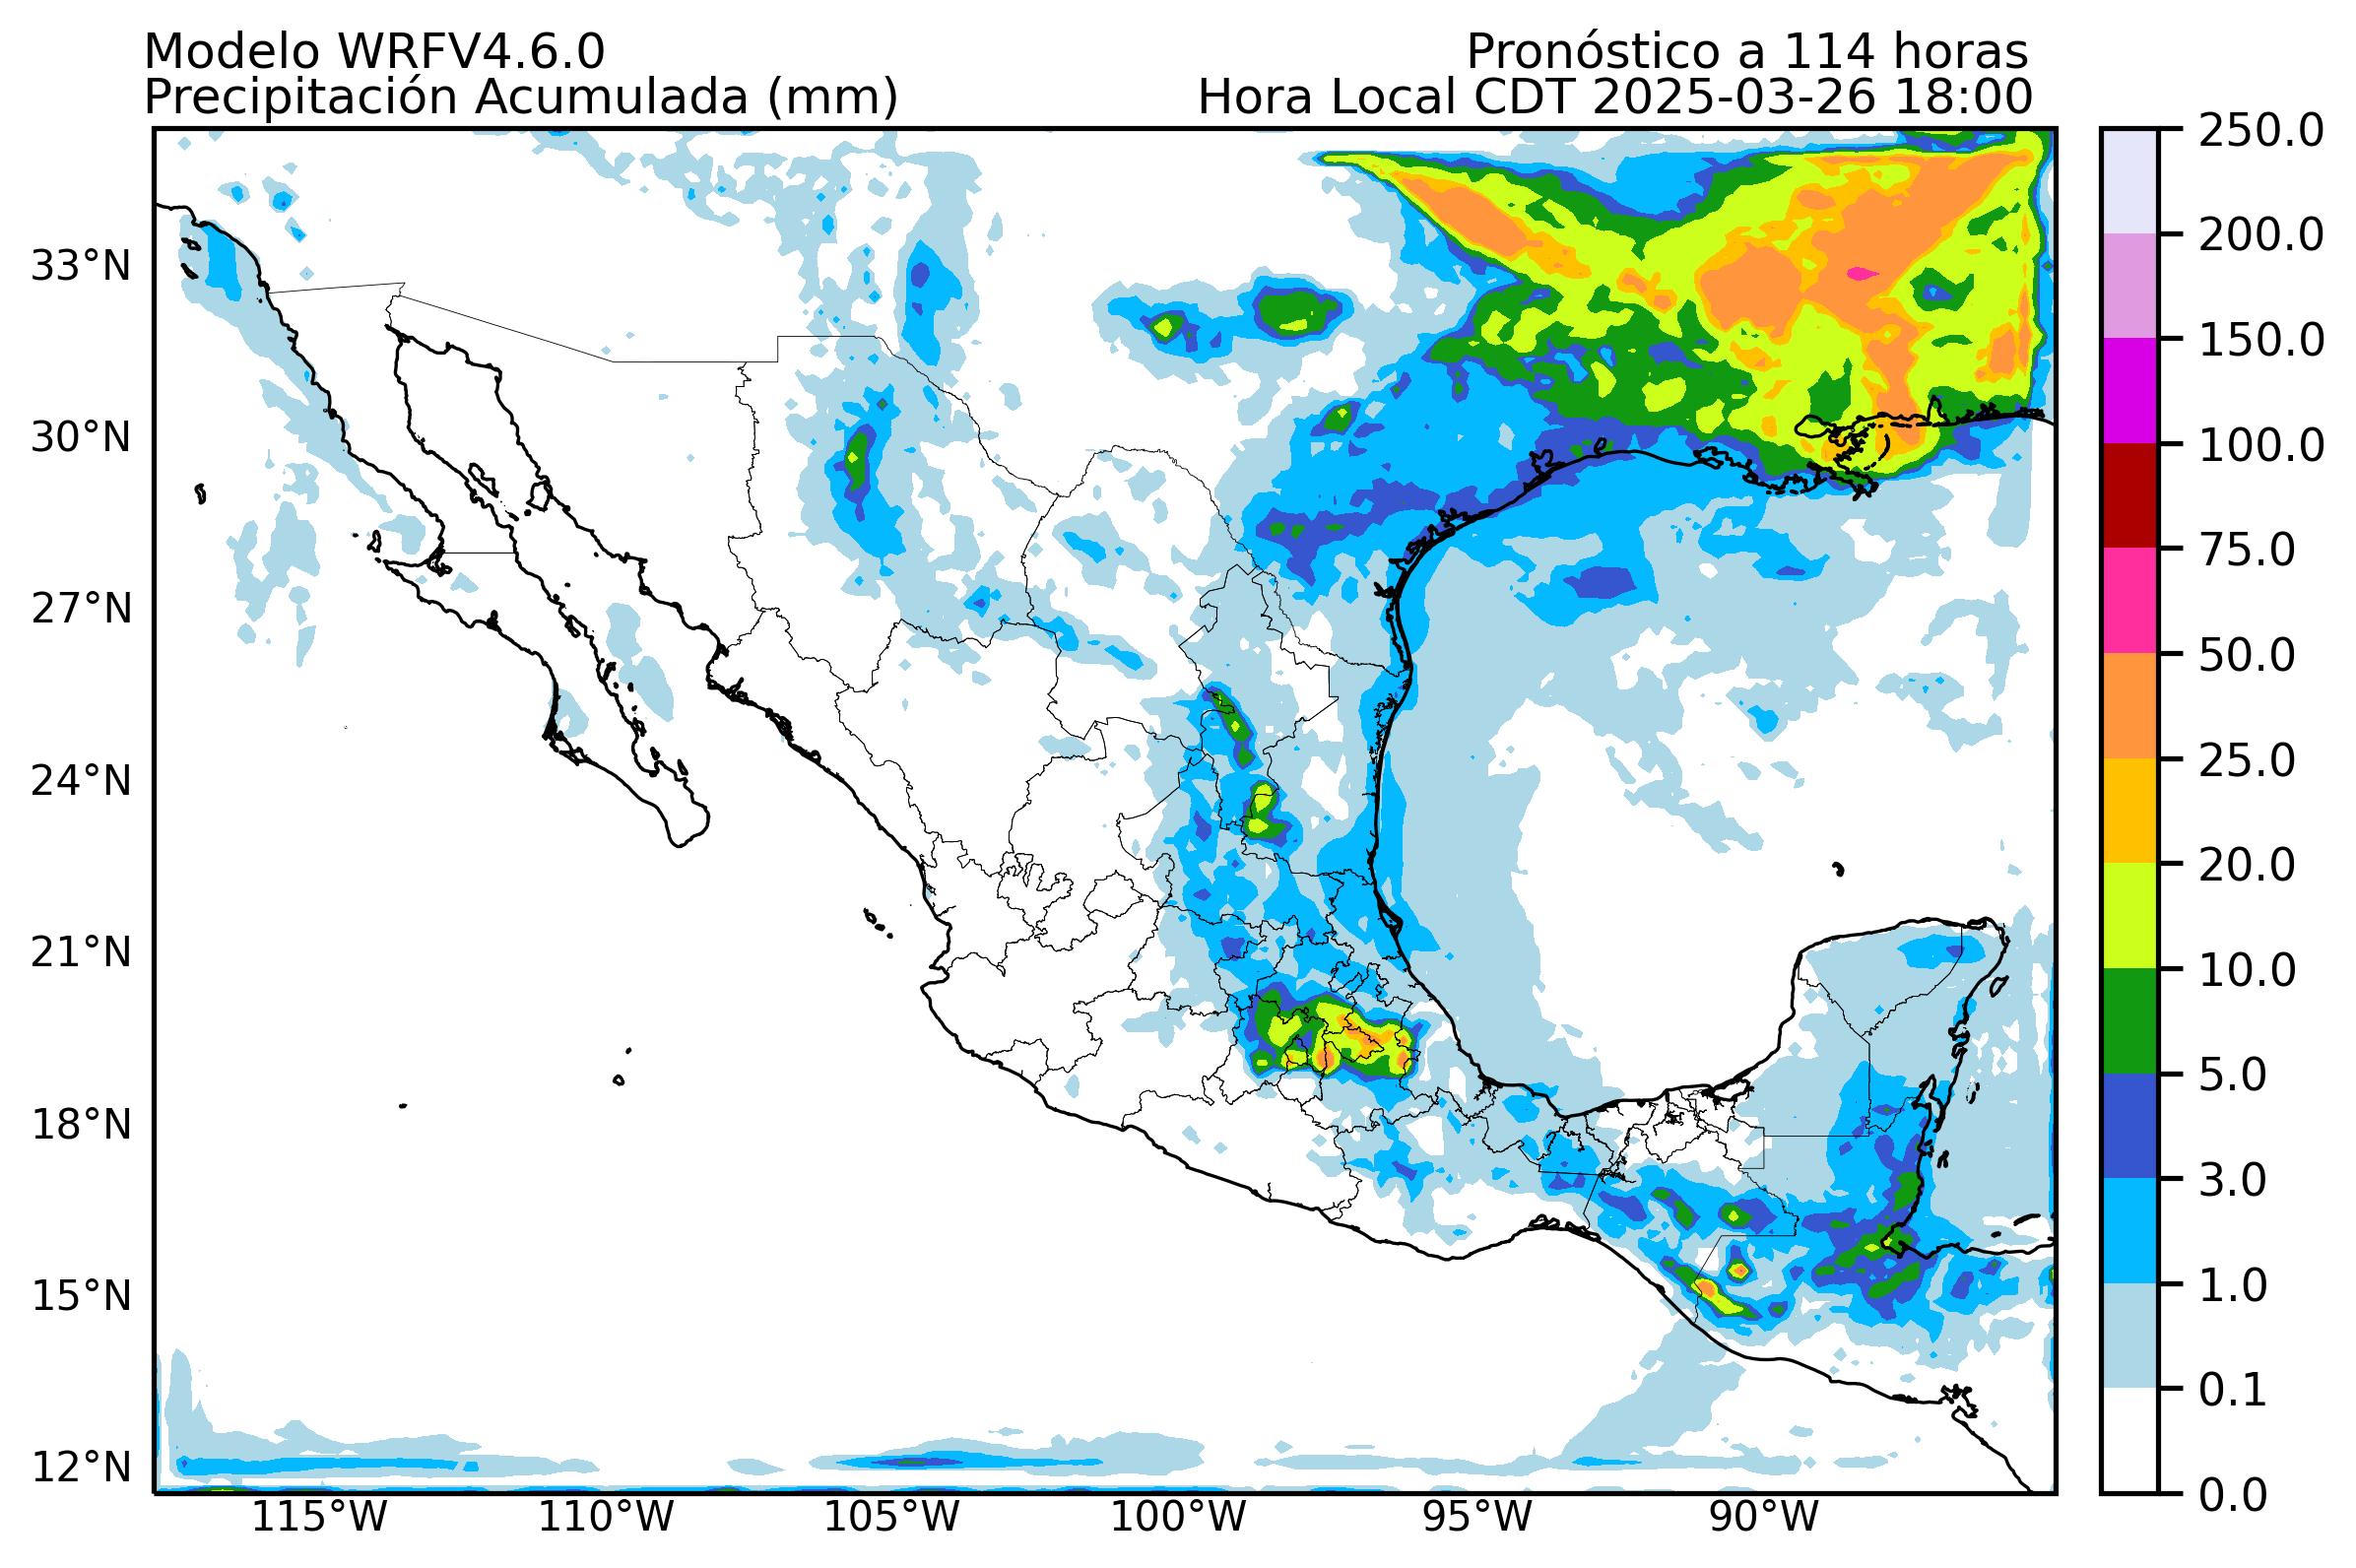 Modelo WRFV4.6.0
Pronóstico a 114 horas
Precipitación Acumulada (mm)
Hora Local CDT 2025-03-26 18:00
33°N
30°N
27°N
24°N
21°N
18°N
15°N
12°N
115°W
110°W
105°W
100°W
95°W
90°W
250.0
200.0
150.0
100.0
75.0
50.0
25.0
20.0
10.0
5.0
3.0
1.0
0.1
0.0